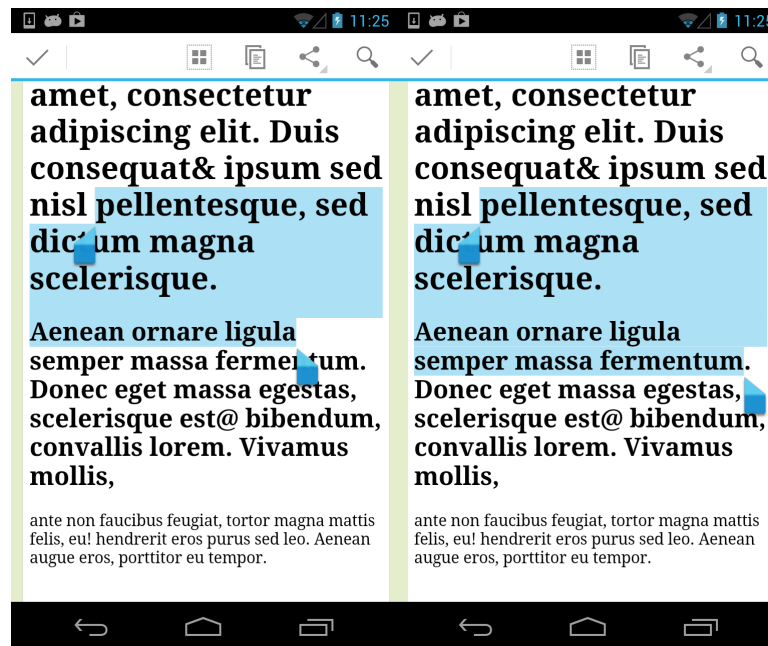 11:25
amet, consectetur
adipiscing elit. Duis
consequat& ipsum sed
nisl pellentesque, sed
dictum magna
scelerisque.
Aenean ornare ligula
semper massa fermentum.
Donec eget massa egestas,
scelerisque est@ bibendum,
convallis lorem. Vivamus
mollis,
ante non faucibus feugiat, tortor magna mattis
felis, eu! hendrerit eros purus sed leo. Aenean
augue eros, porttitor eu tempor.
11:25
amet, consectetur
adipiscing elit. Duis
consequat& ipsum sed
nisl pellentesque, sed
dictum magna
scelerisque.
Aenean ornare ligula
semper massa fermentum.
Donec eget massa egestas,
scelerisque est@ bibendum,
convallis lorem. Vivamus
mollis,
ante non faucibus feugiat, tortor magna mattis
felis, eu! hendrerit eros purus sed leo. Aenean
augue eros, porttitor eu tempor.